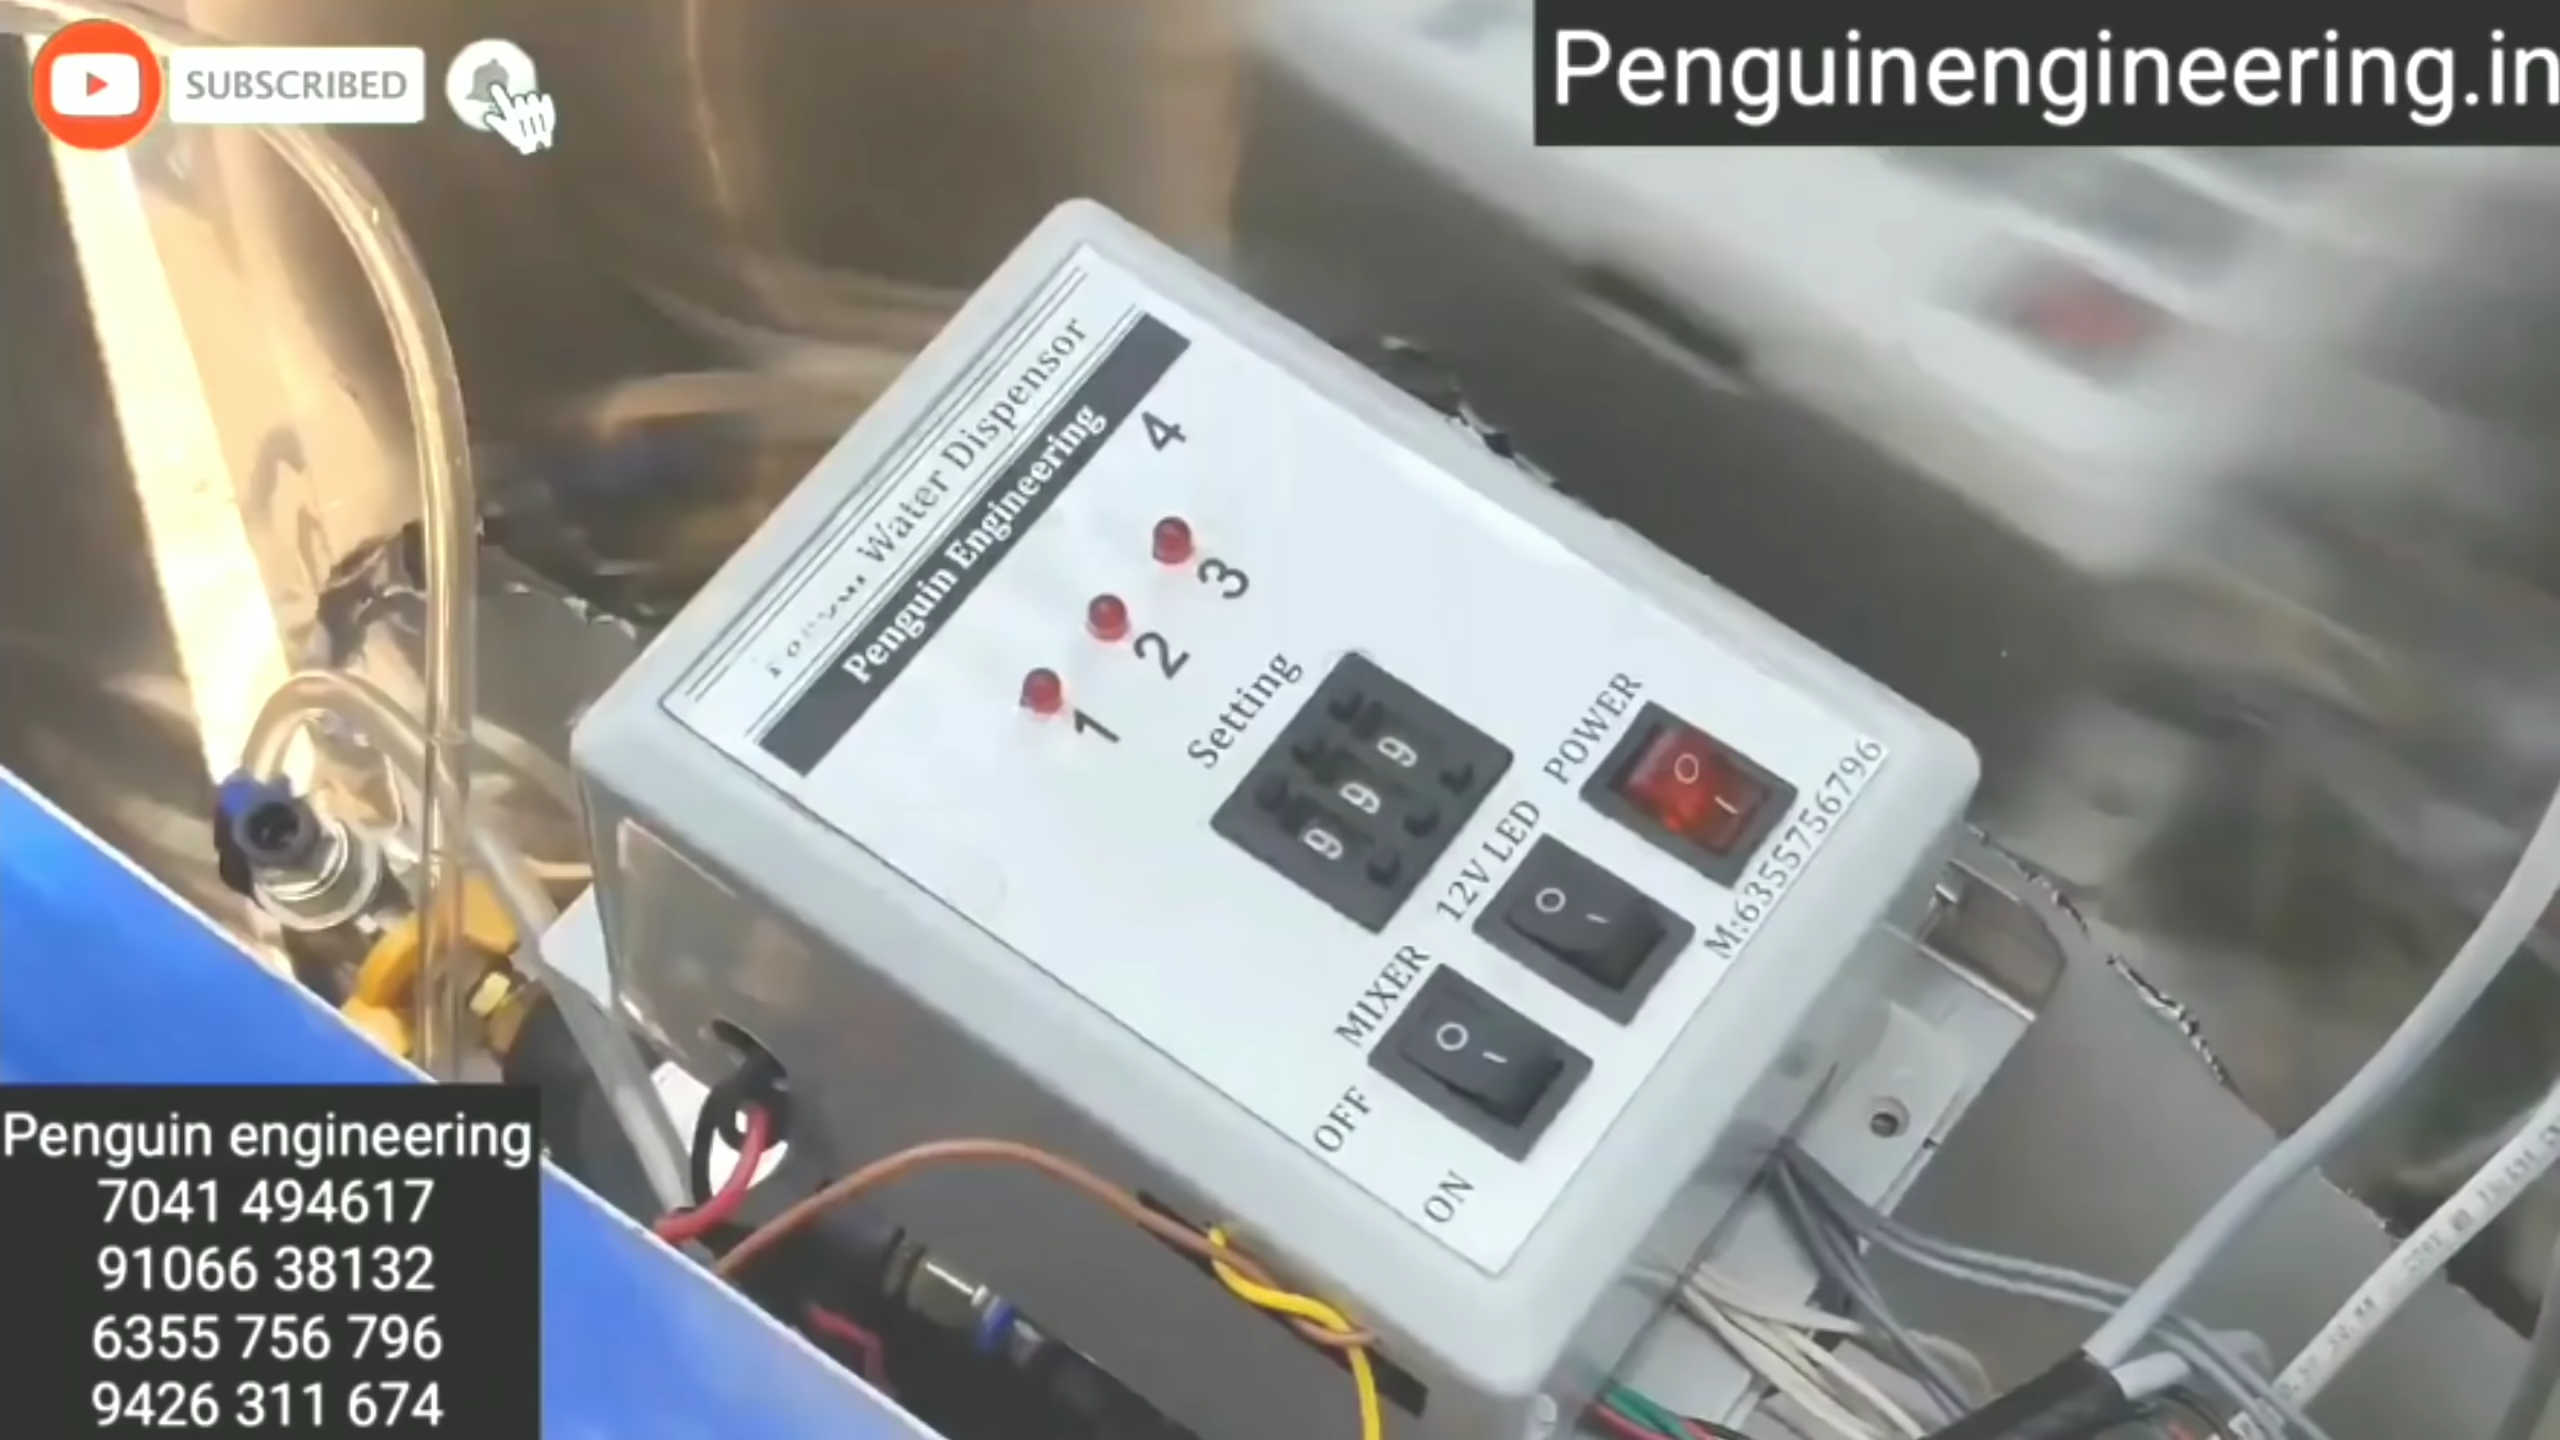 SUBSCRIBED
Penguinengineering.in
Water Dispensor
Penguin Engineering
1 2 3 4
Setting
9 9 9
POWER
12V LED
MIXER
OFF
ON
M:6355756796
Penguin engineering
7041 494617
91066 38132
6355 756 796
9426 311 674